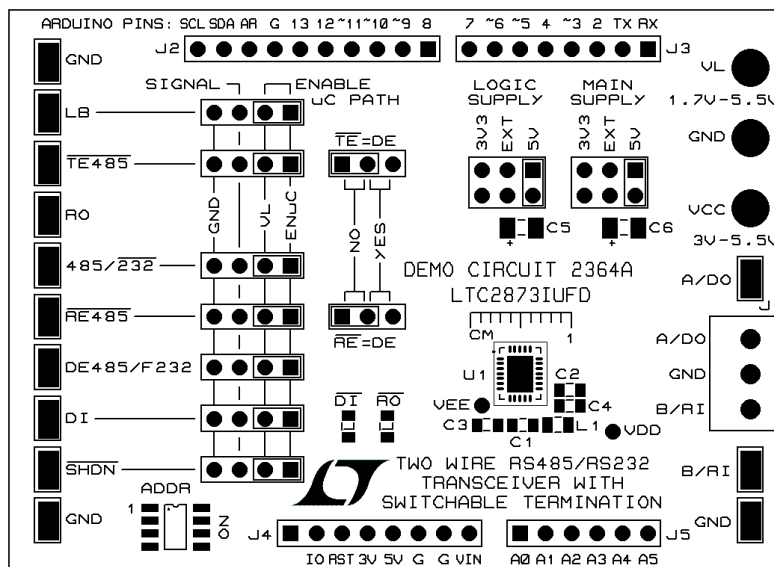 ARDUINO PINS: SCL SDA AR G 13 12 ~11 ~10 ~9 8 7 ~6 ~5 4 ~3 2 TX RX
J2
J3
GND
SIGNAL
ENABLE
µC PATH
LOGIC SUPPLY
MAIN SUPPLY
VL
1.7V-5.5V
LB
TE485
TE=DE
3V3
EXT
5V
3V3
EXT
5V
GND
RO
GND
VL
ENµC
NO
YES
C5
+
C6
+
VCC
3V-5.5V
485/232
DEMO CIRCUIT 2364A
LTC2873IUFD
A/DO
J
RE485
RE=DE
CM
1
A/DO
DE485/F232
U1
C2
GND
DI
DI
RO
VEE
C4
B/RI
C3
C1
L1
VDD
SHDN
TWO WIRE RS485/RS232
TRANSCEIVER WITH
SWITCHABLE TERMINATION
B/RI
ADDR
1
ON
GND
J4
J5
GND
IO RST 3V 5V G G VIN
A0 A1 A2 A3 A4 A5